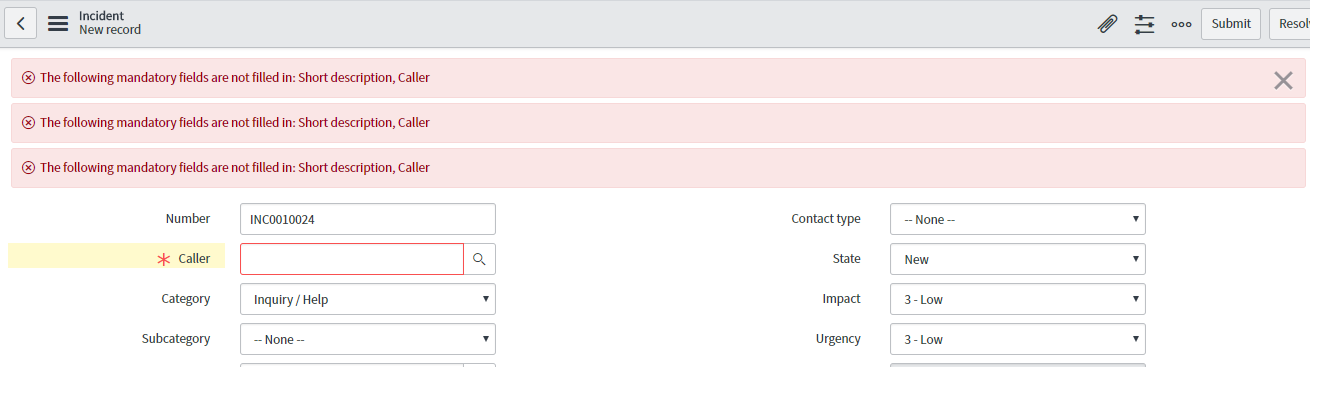 Incident
New record
Submit
Resol
The following mandatory fields are not filled in: Short description, Caller
The following mandatory fields are not filled in: Short description, Caller
The following mandatory fields are not filled in: Short description, Caller
Number INC0010024 Contact type -- None --
Caller State New
Category Inquiry / Help Impact 3 - Low
Subcategory -- None -- Urgency 3 - Low